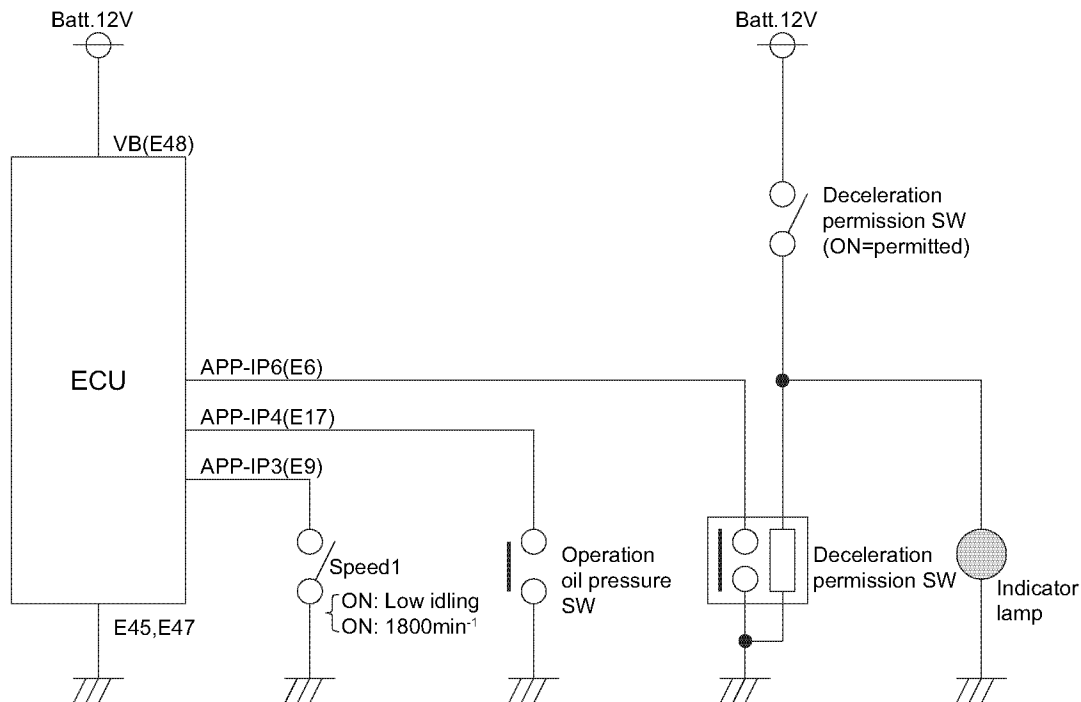 Batt.12V
Batt.12V
VB(E48)
Deceleration
permission SW
(ON=permitted)
ECU
APP-IP6(E6)
APP-IP4(E17)
APP-IP3(E9)
Speed1
ON: Low idling
ON: 1800min⁻¹
Operation
oil pressure
SW
Deceleration
permission SW
Indicator
lamp
E45,E47